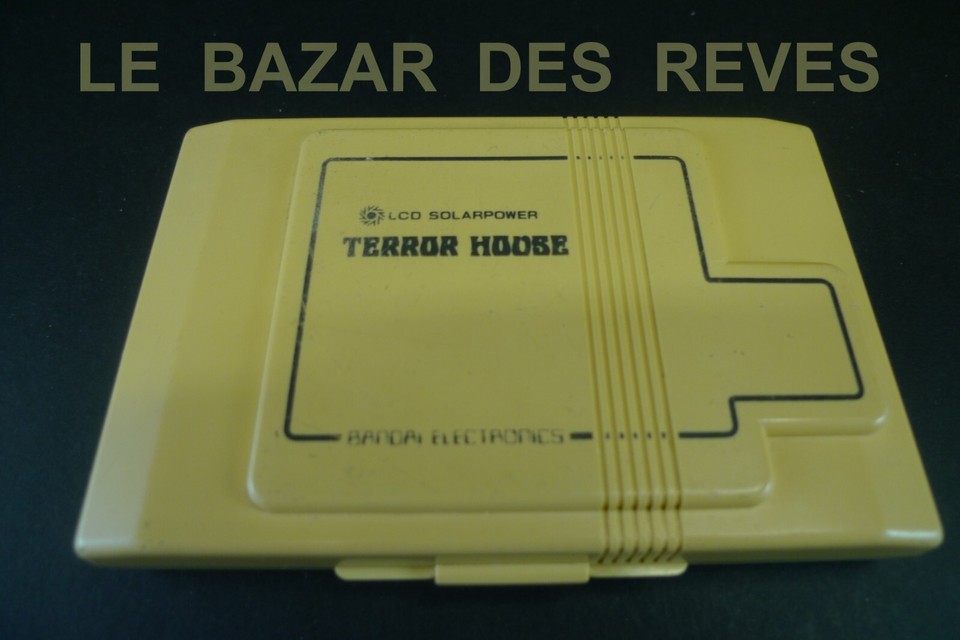 LE BAZAR DES REVES
LCD SOLARPOWER
TERROR HOUSE
BANDAI ELECTRONICS